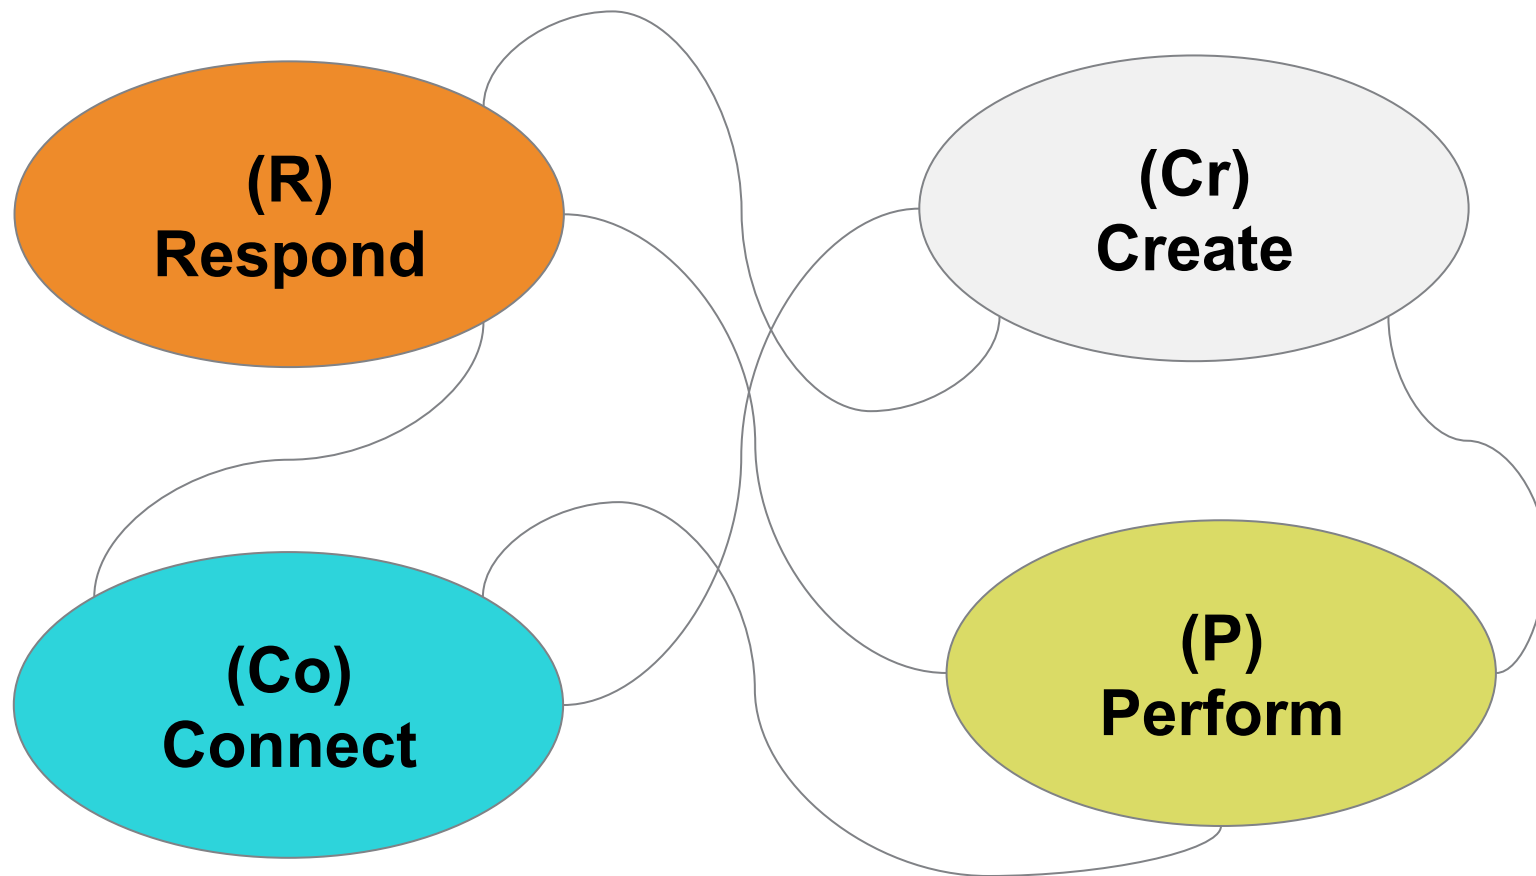 (R)
Respond
(Cr)
Create
(Co)
Connect
(P)
Perform